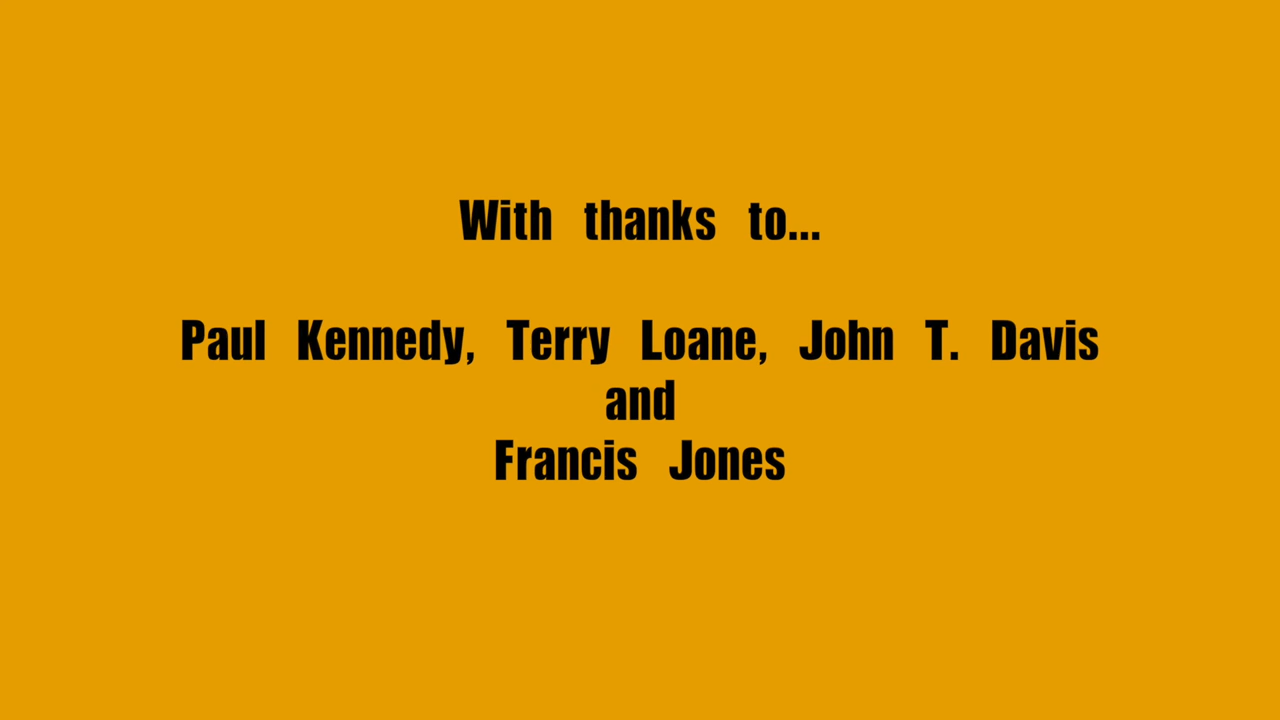 With thanks to...
Paul Kennedy, Terry Loane, John T. Davis
and
Francis Jones